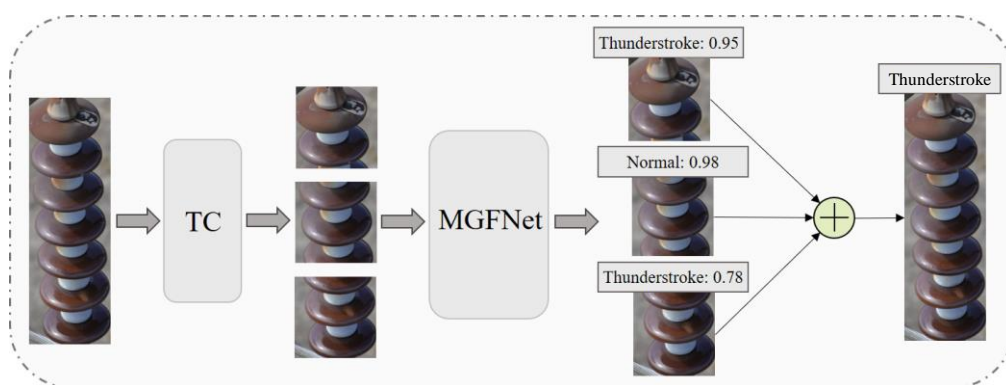 Thunderstroke: 0.95
Thunderstroke
Normal: 0.98
TC
MGFNet
Thunderstroke: 0.78